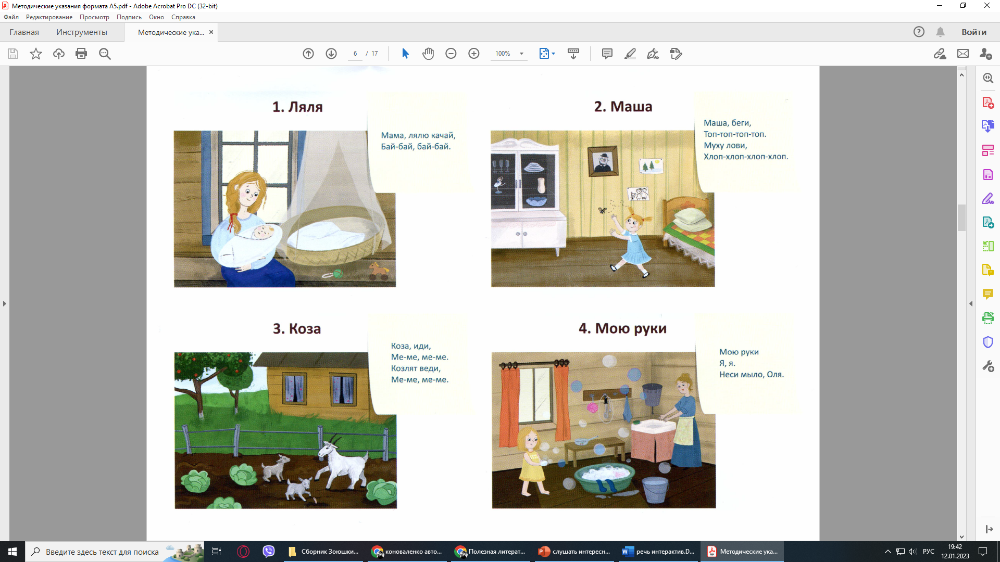 Методические указания формата А5.pdf - Adobe Acrobat Pro DC (32-bit)
Файл Редактирование Просмотр Подпись Окно Справка
Главная Инструменты Методические ука... Войти
6 / 17 100%
1. Ляля
Мама, лялю качай,
Бай-бай, бай-бай.
2. Маша
Маша, беги,
Топ-топ-топ-топ.
Муху лови,
Хлоп-хлоп-хлоп-хлоп.
3. Коза
Коза, иди,
Ме-ме, ме-ме.
Козлят веди,
Ме-ме, ме-ме.
4. Мою руки
Мою руки
Я, я.
Неси мыло, Оля.
Введите здесь текст для поиска
Сборник Зоюшки... коноваленко авто... Полезная литерат... слушать интересн... речь интерактив.D... Методические ука...
РУС 19:42
12.01.2023